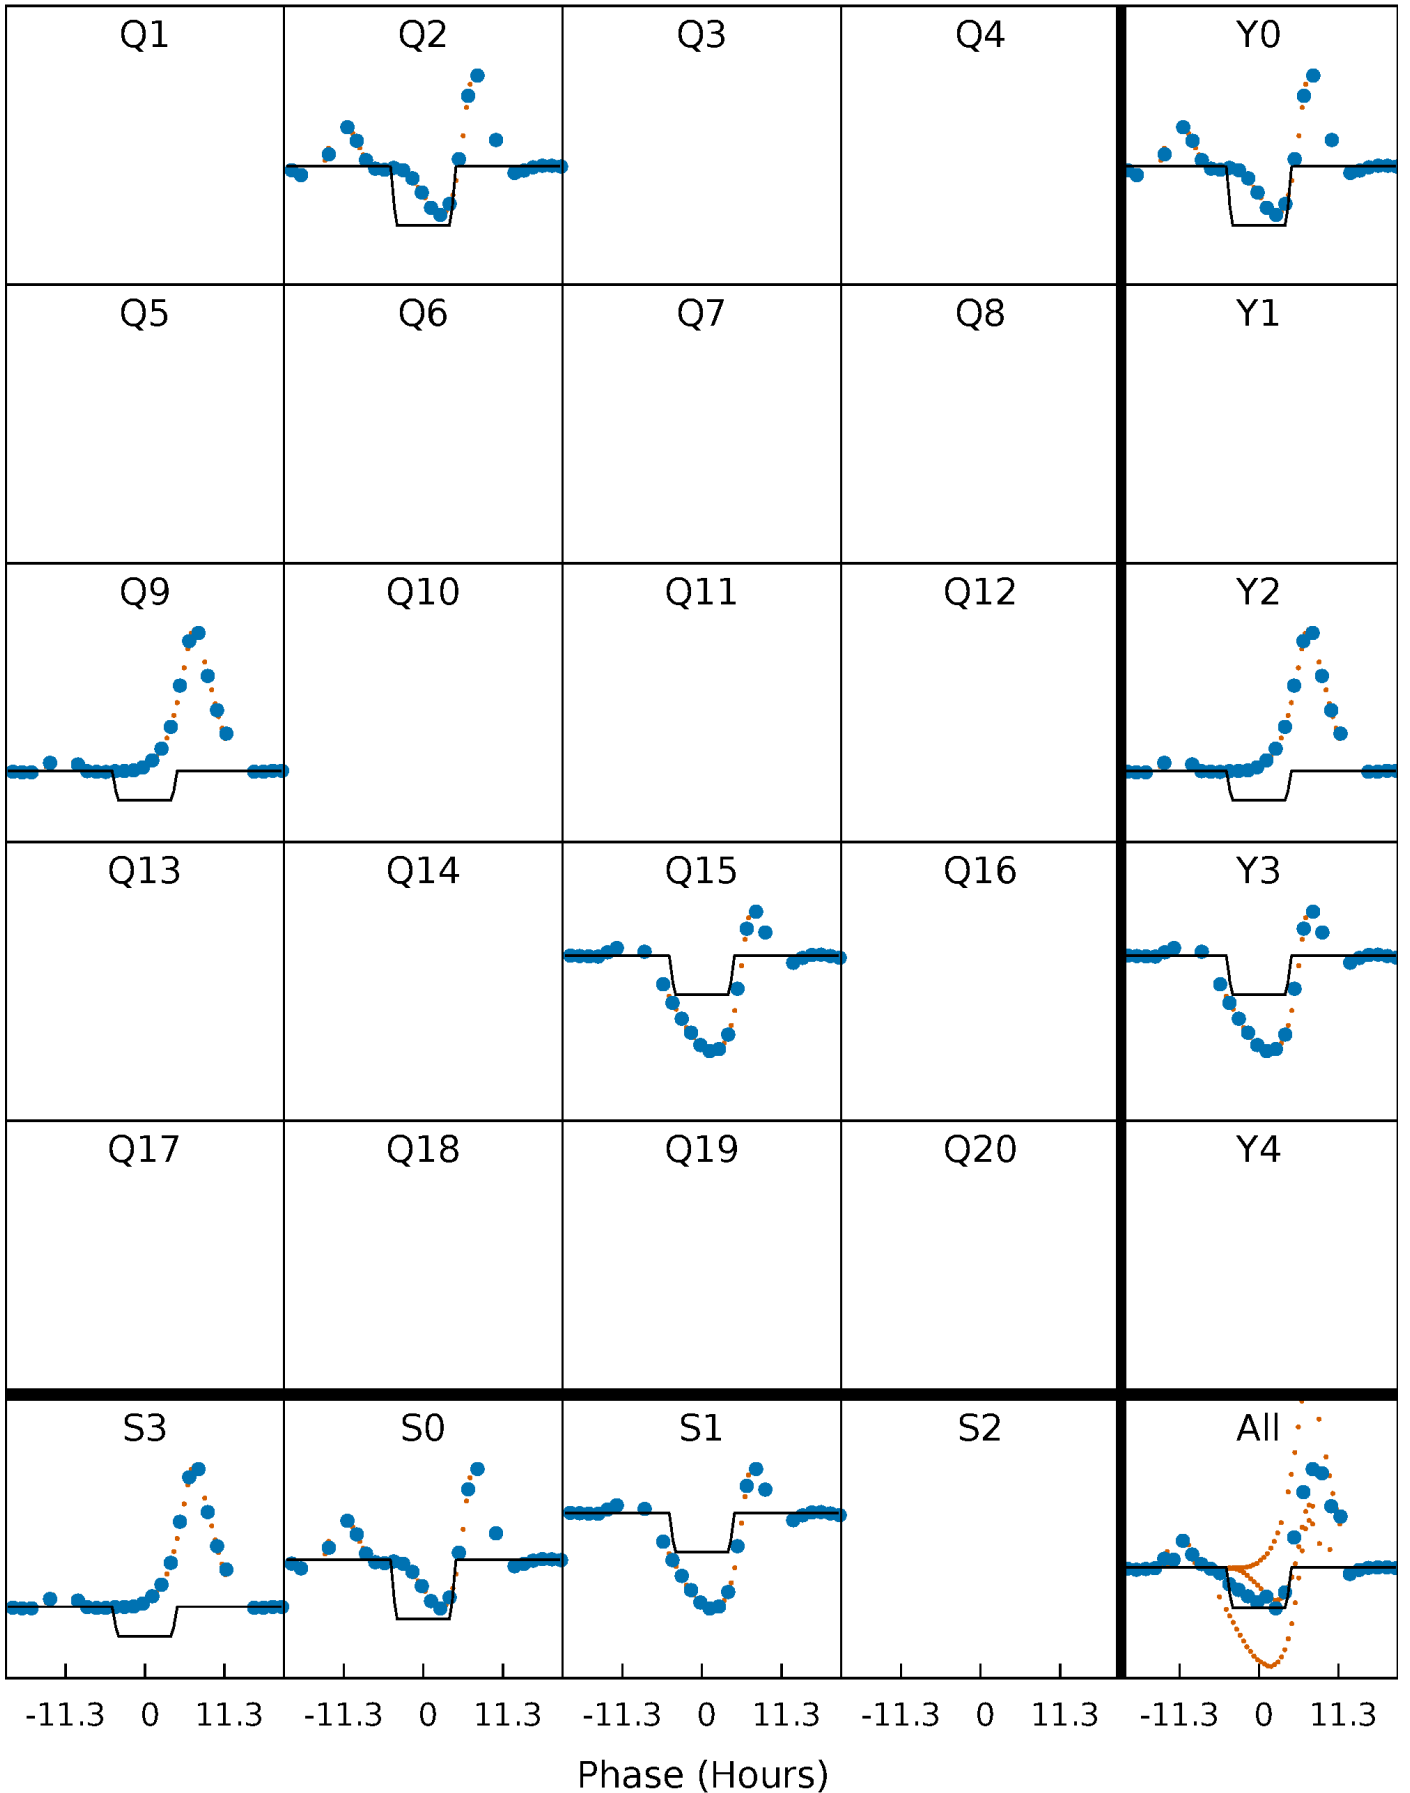 Q1 Q2 Q3 Q4 Y0
Q5 Q6 Q7 Q8 Y1
Q9 Q10 Q11 Q12 Y2
Q13 Q14 Q15 Q16 Y3
Q17 Q18 Q19 Q20 Y4
S3 S0 S1 S2 All
-11.3 0 11.3 -11.3 0 11.3 -11.3 0 11.3 -11.3 0 11.3 -11.3 0 11.3
Phase (Hours)